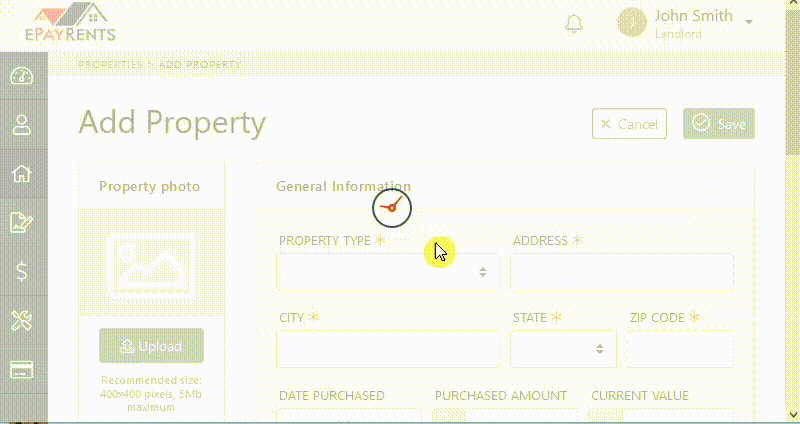 EPAYRENTS
J
John Smith
Landlord
PROPERTIES > ADD PROPERTY
Add Property
Cancel
Save
Property photo
General Information
PROPERTY TYPE *
ADDRESS *
CITY *
STATE *
ZIP CODE *
Upload
Recommended size:
400x400 pixels, 5Mb
maximum
DATE PURCHASED
PURCHASED AMOUNT
CURRENT VALUE